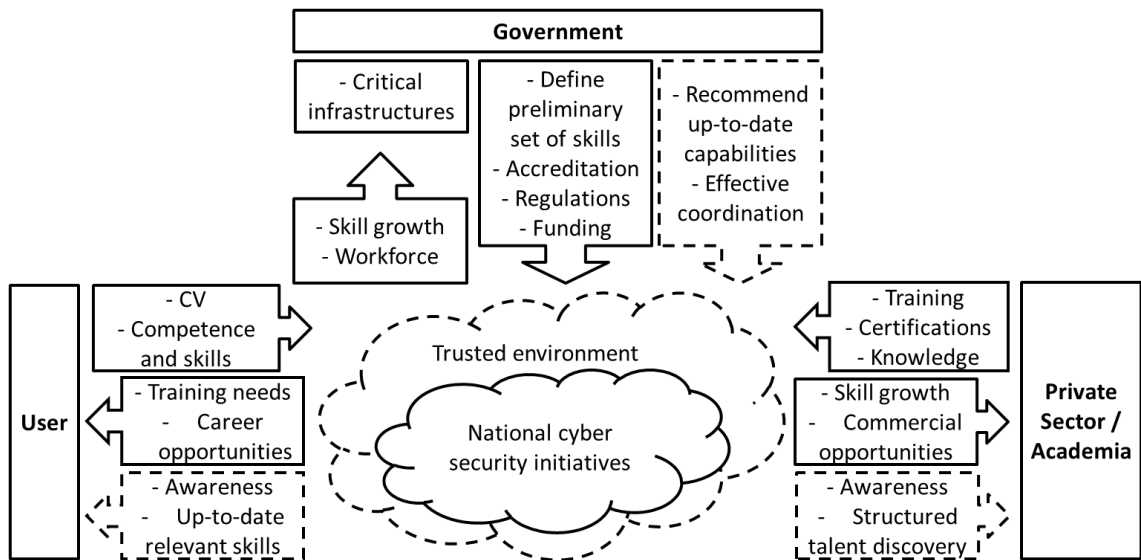 Government
- Critical
infrastructures
- Skill growth
- Workforce
- Define
preliminary
set of skills
- Accreditation
- Regulations
- Funding
- Recommend
up-to-date
capabilities
- Effective
coordination
User
- CV
- Competence
and skills
- Training needs
- Career
opportunities
- Awareness
- Up-to-date
relevant skills
Trusted environment
National cyber
security initiatives
- Training
- Certifications
- Knowledge
- Skill growth
- Commercial
opportunities
- Awareness
- Structured
talent discovery
Private
Sector /
Academia